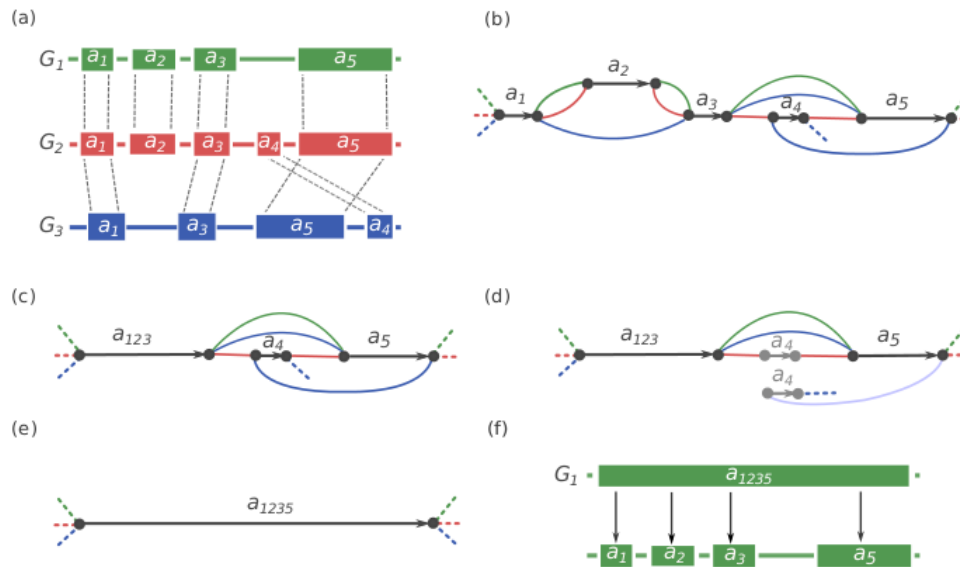 (a)
G1 a1 a2 a3 a5
G2 a1 a2 a3 a4 a5
G3 a1 a3 a5 a4
(b)
a1 a2 a3 a4 a5
(c)
a123 a4 a5
(d)
a123 a4 a5
a4
(e)
a1235
(f)
G1 a1235
a1 a2 a3 a5